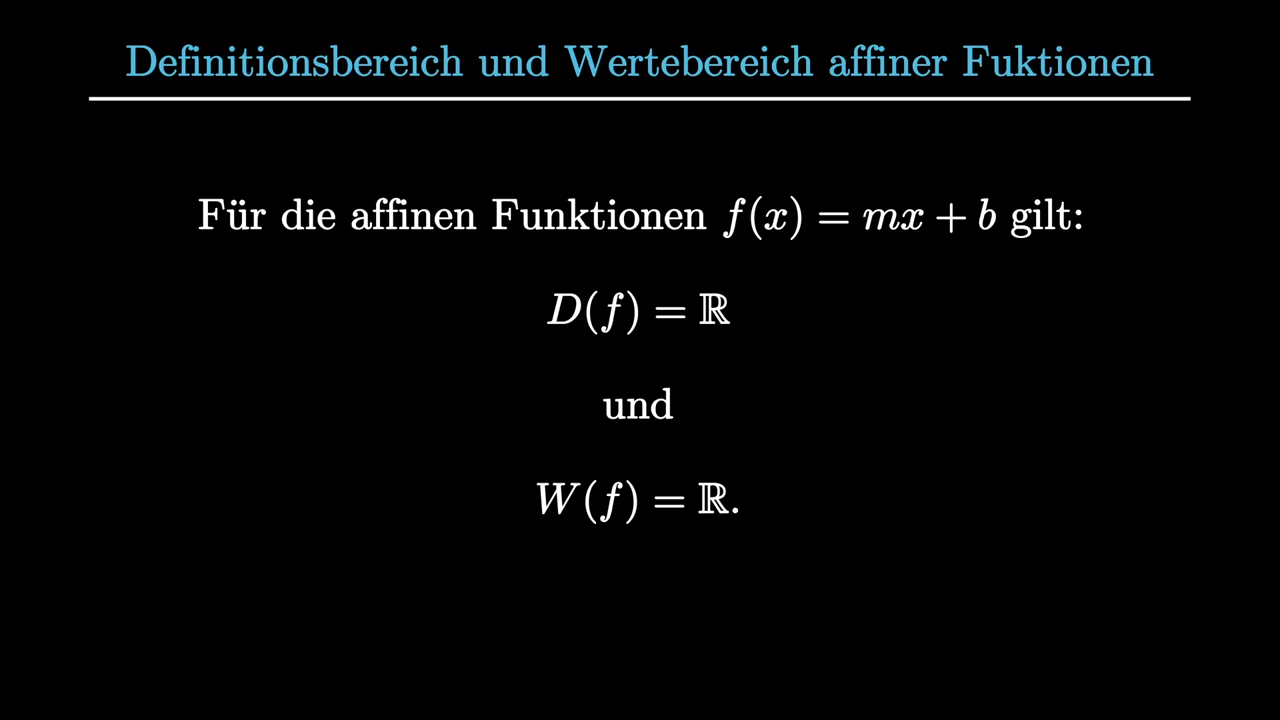 Definitionsbereich und Wertebereich affiner Fuktionen
Für die affinen Funktionen f(x) = mx + b gilt:
D(f) = ℝ
und
W(f) = ℝ.